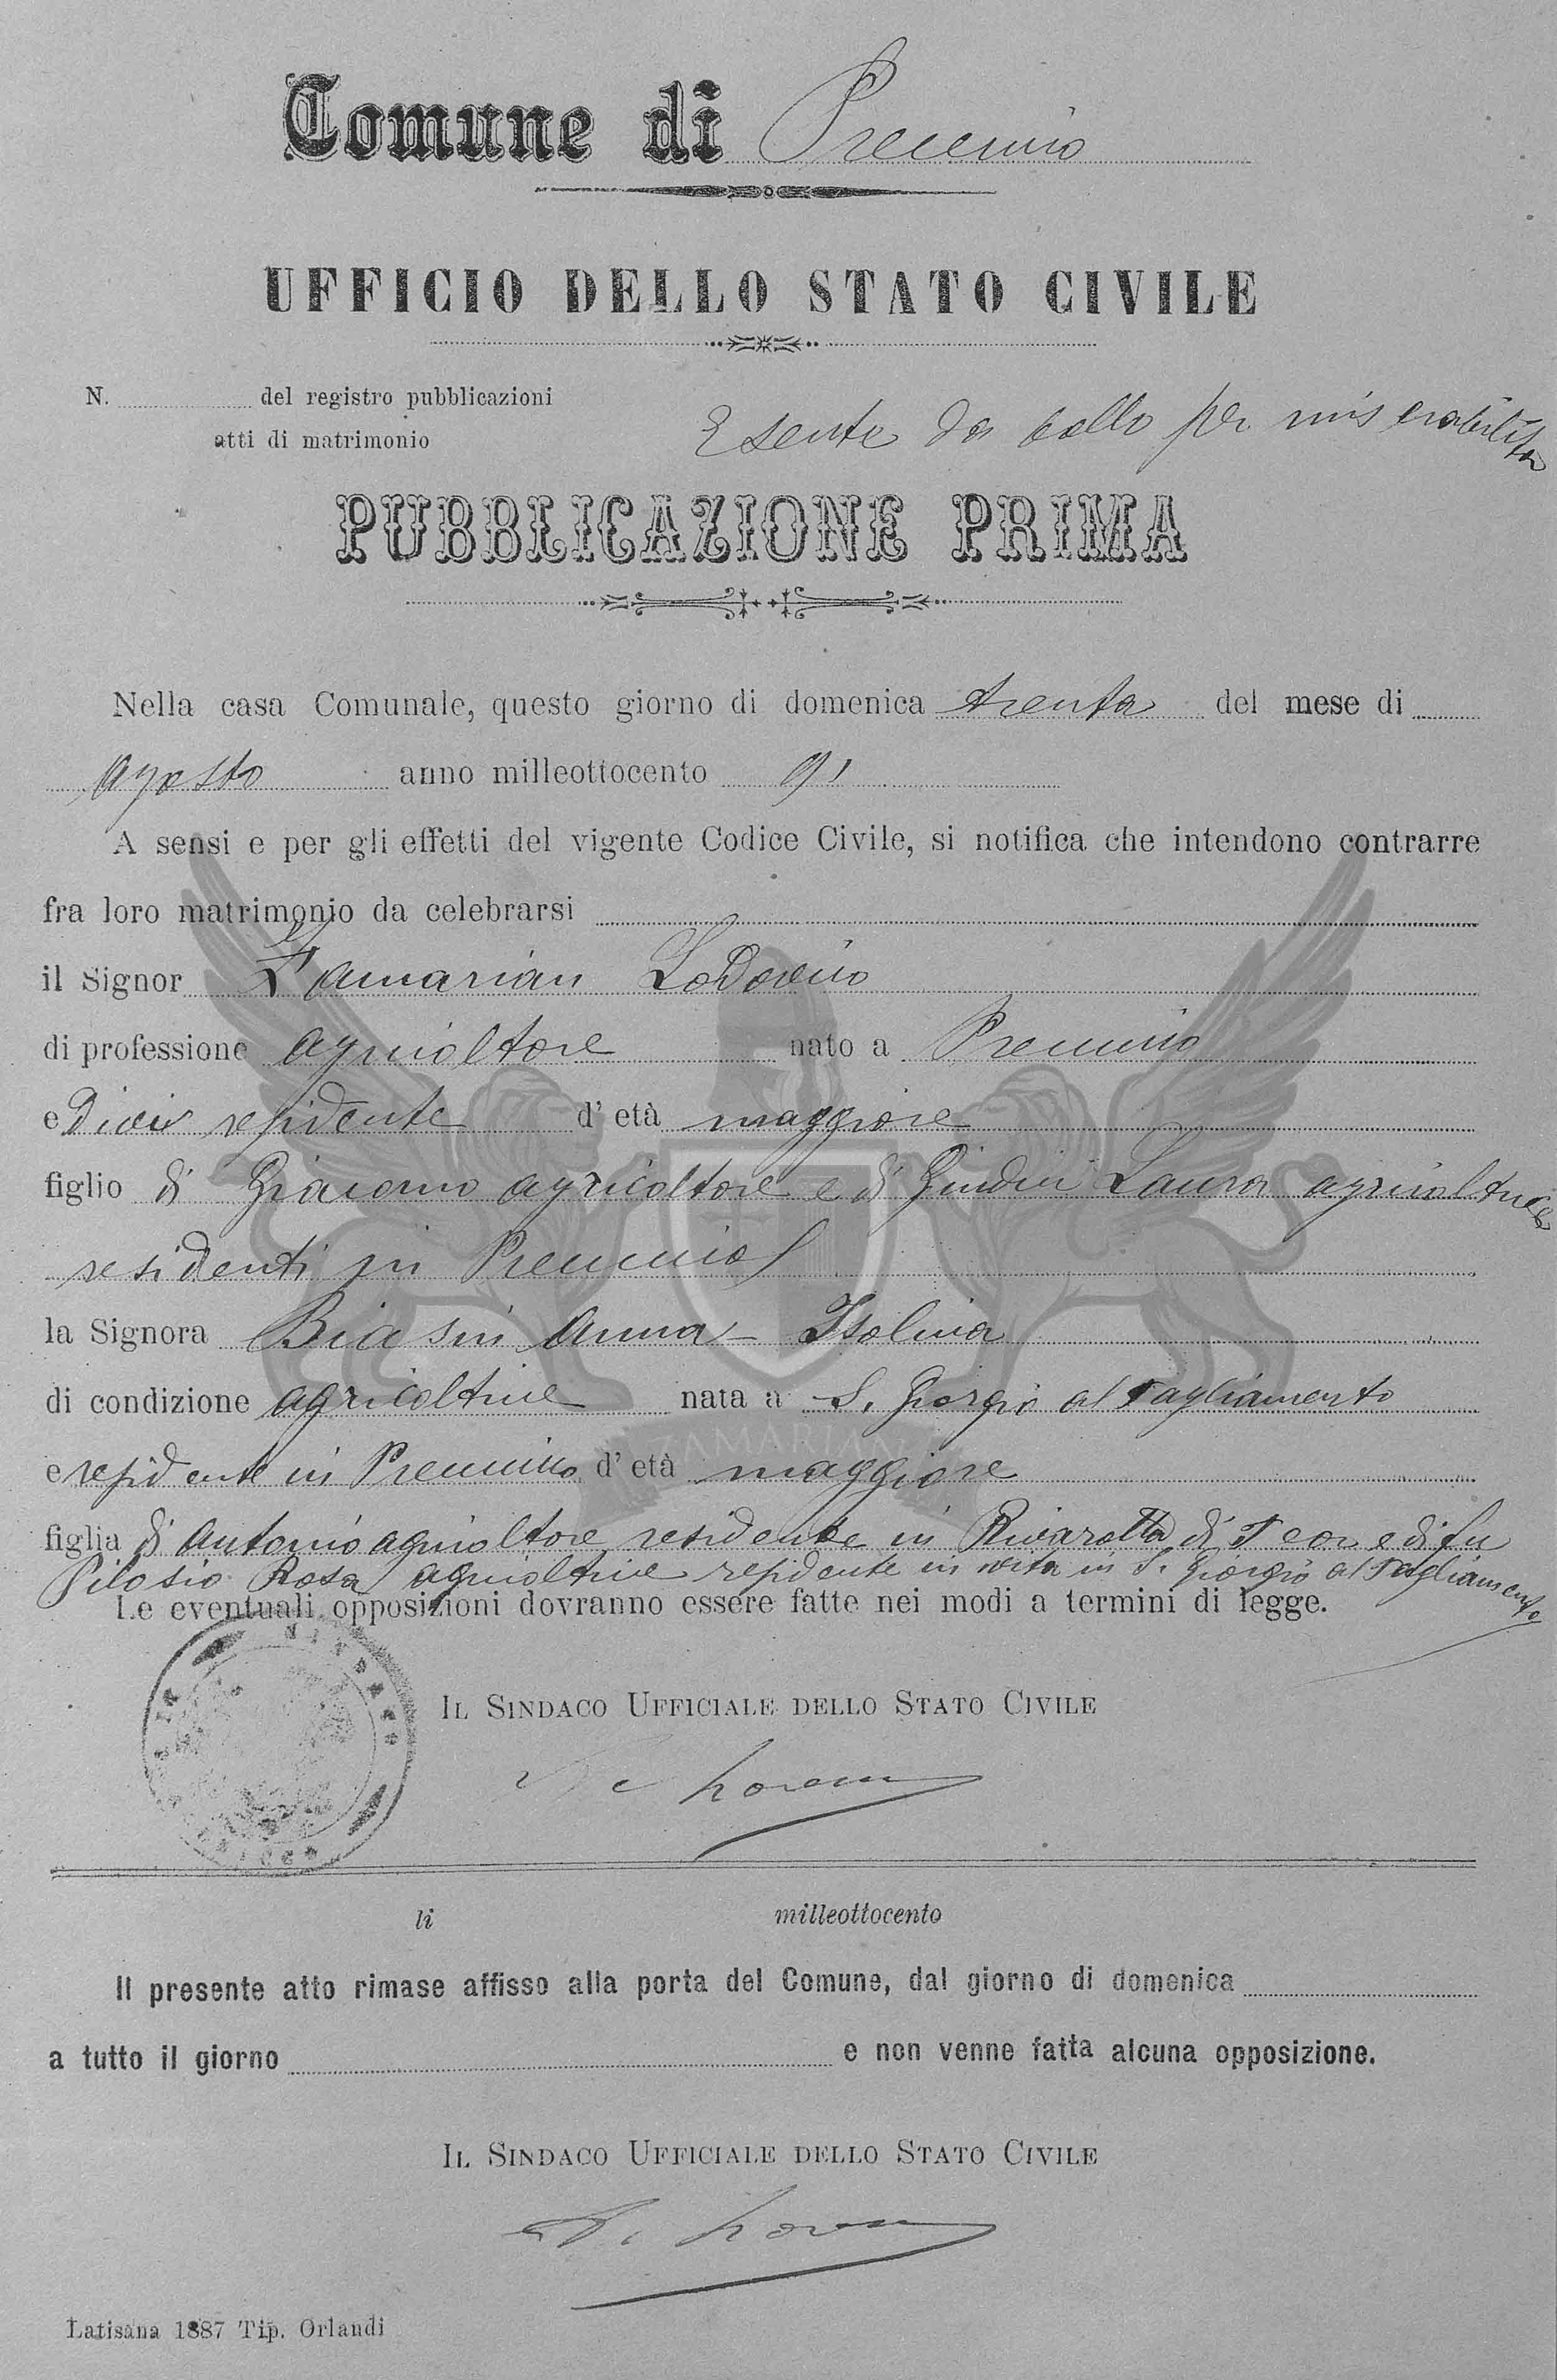 Comune di Precenico
UFFICIO DELLO STATO CIVILE
N. del registro pubblicazioni
atti di matrimonio
Esente da bollo per miserabilità
PUBBLICAZIONE PRIMA
Nella casa Comunale, questo giorno di domenica trenta del mese di
Agosto anno milleottocento 91
A sensi e per gli effetti del vigente Codice Civile, si notifica che intendono contrarre
fra loro matrimonio da celebrarsi
il Signor Zamarian Lodovico
di professione agricoltore nato a Precenico
e residente d' età maggiore
figlio di Giacomo agricoltore e di Laura agricoltrice
residenti in Precenico
la Signora Biasin Anna - Isolina
di condizione agricoltrice nata a S. Giorgio al Tagliamento
e residente in Precenico d' età maggiore
figlia di Antonio agricoltore residente in Rivarotta di Teor e di fu
Pilosio Rosa agricoltrice residente in vita in S. Giorgio al Tagliamento
Le eventuali opposizioni dovranno essere fatte nei modi a termini di legge.
ZAMARIAN
IL SINDACO UFFICIALE DELLO STATO CIVILE
li milleottocento
Il presente atto rimase affisso alla porta del Comune, dal giorno di domenica
a tutto il giorno e non venne fatta alcuna opposizione.
IL SINDACO UFFICIALE DELLO STATO CIVILE
Latisana 1887 Tip. Orlandi